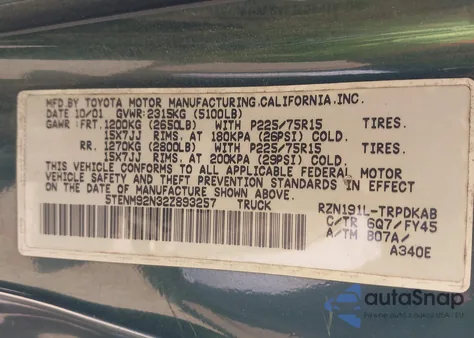 MFD.BY TOYOTA MOTOR MANUFACTURING,CALIFORNIA,INC.
DATE 10/01 GVWR:2315KG (5100LB)
GAWR:FRT.1200KG (2650LB) WITH P225/75R15 TIRES.
15X7JJ RIMS. AT 180KPA (26PSI) COLD.
RR. 1270KG (2800LB) WITH P225/75R15 TIRES.
15X7JJ RIMS. AT 200KPA (29PSI) COLD.
THIS VEHICLE CONFORMS TO ALL APPLICABLE FEDERAL MOTOR
VEHICLE SAFETY AND THEFT PREVENTION STANDARDS IN EFFECT
ON THE DATE OF MANUFACTURE SHOWN ABOVE.
5TENM92N32Z893257 TRUCK RZN191L-TRPDKAB
C/TR 6Q7/FY45
A/TM B07A/
A340E
autoSnap